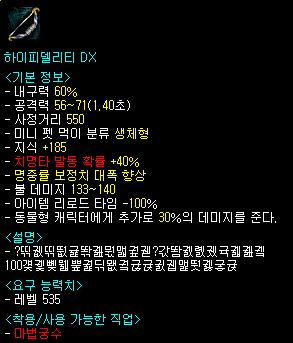 하이피델리티 DX
<기본 정보>
- 내구력 60%
- 공격력 56~71(1.40초)
- 사정거리 550
- 미니 펫 먹이 분류 생체형
- 지식 +185
- 치명타 발동 확률 +40%
- 명중률 보정치 대폭 향상
- 불 데미지 133~140
- 아이템 리로드 타임 -100%
- 동물형 캐릭터에게 추가로 30%의 데미지를 준다.
<설명>
<요구 능력치>
- 레벨 535
<착용/사용 가능한 직업>
- 마법궁수